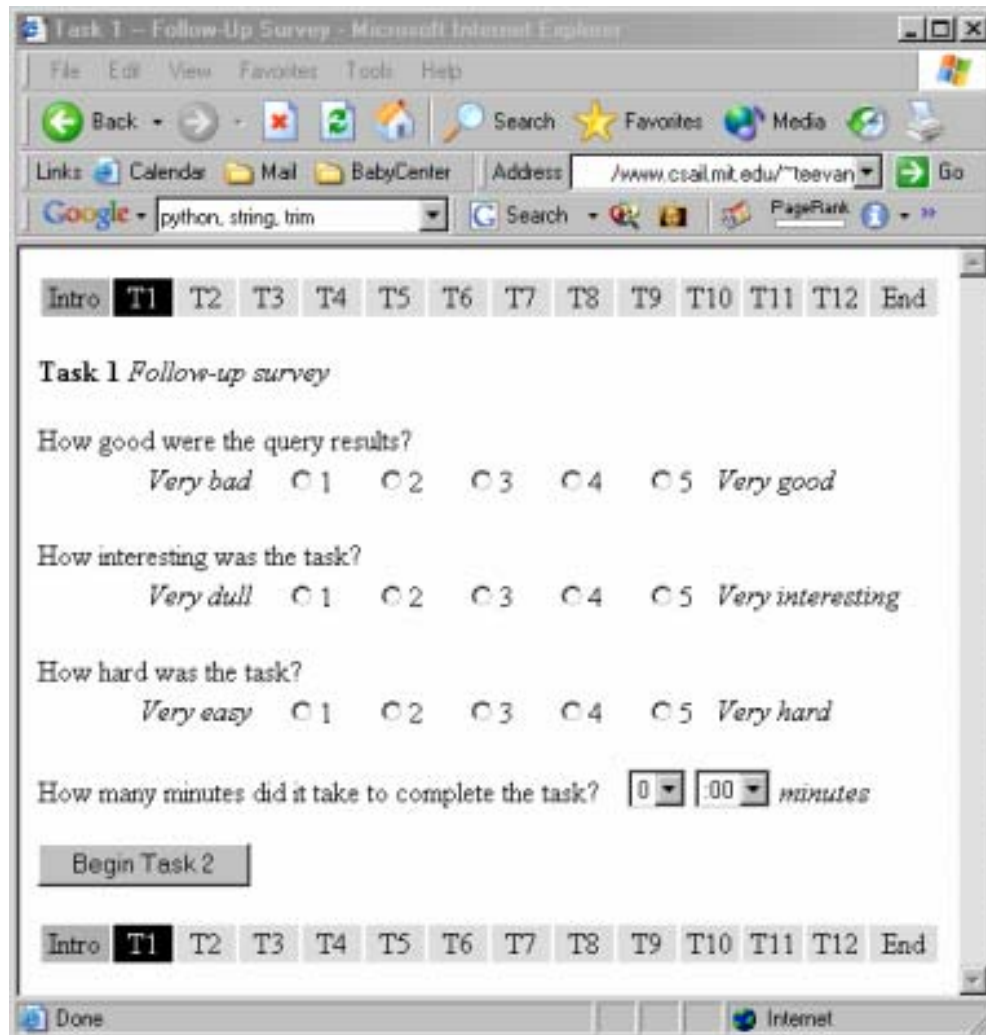 Task 1 -- Follow-Up Survey - Microsoft Internet Explorer
File Edit View Favorites Tools Help
Back Search Favorites Media
Links Calendar Mail BabyCenter Address /www.csail.mit.edu/~teevan Go
Google python, string, trim Search PageRank »
Intro T1 T2 T3 T4 T5 T6 T7 T8 T9 T10 T11 T12 End
Task 1 Follow-up survey
How good were the query results?
Very bad 1 2 3 4 5 Very good
How interesting was the task?
Very dull 1 2 3 4 5 Very interesting
How hard was the task?
Very easy 1 2 3 4 5 Very hard
How many minutes did it take to complete the task? 0 :00 minutes
Begin Task 2
Intro T1 T2 T3 T4 T5 T6 T7 T8 T9 T10 T11 T12 End
Done Internet